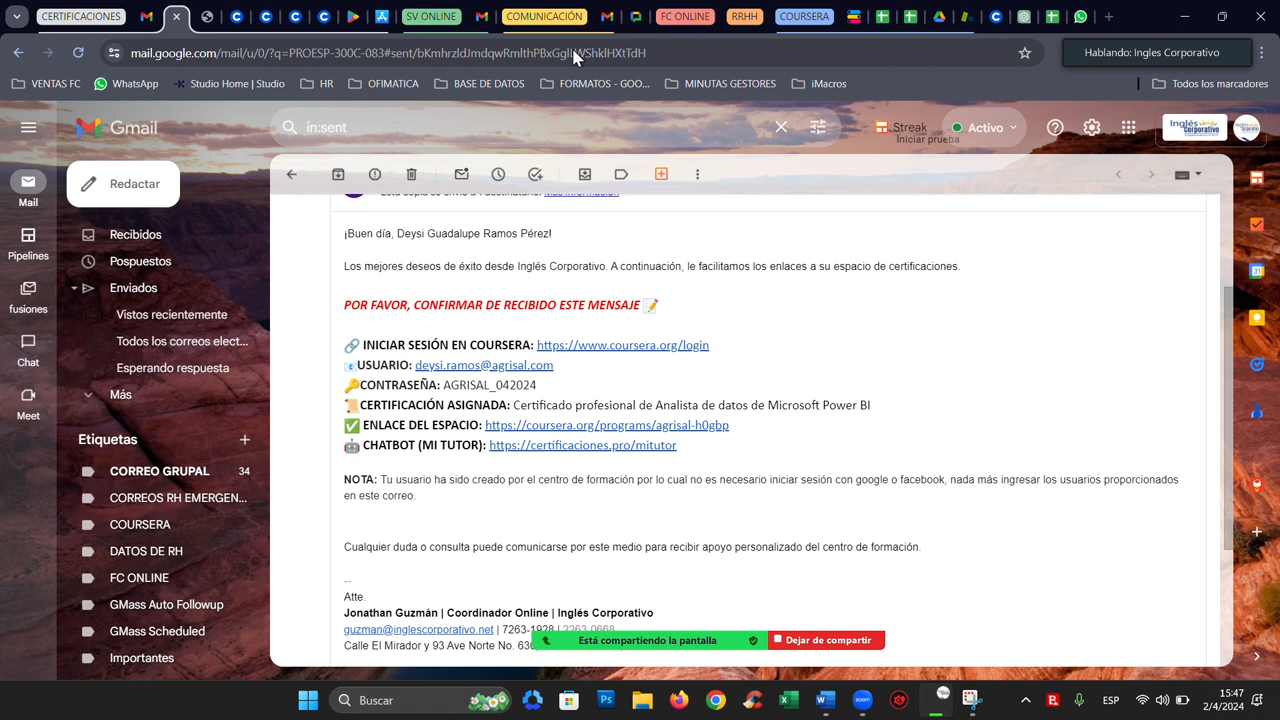 CERTIFICACIONES
SV ONLINE
COMUNICACIÓN
FC ONLINE
RRHH
COURSERA
mail.google.com/mail/u/0/?q=PROESP-300C-083#sent/
Hablando: Ingles Corporativo
VENTAS FC
WhatsApp
Studio Home | Studio
HR
OFIMATICA
BASE DE DATOS
FORMATOS - GOO...
MINUTAS GESTORES
iMacros
Todos los marcadores
Gmail
in:sent
Streak
Iniciar prueba
Activo
Inglés
Corporativo
Mail
Pipelines
fusiones
Chat
Meet
Redactar
Recibidos
Pospuestos
Enviados
Vistos recientemente
Todos los correos elect...
Esperando respuesta
Más
Etiquetas
CORREO GRUPAL 34
CORREOS RH EMERGEN...
COURSERA
DATOS DE RH
FC ONLINE
GMass Auto Followup
GMass Scheduled
Importantes
¡Buen día, Deysi Guadalupe Ramos Pérez!
Los mejores deseos de éxito desde Inglés Corporativo. A continuación, le facilitamos los enlaces a su espacio de certificaciones.
POR FAVOR, CONFIRMAR DE RECIBIDO ESTE MENSAJE 📝
🔗 INICIAR SESIÓN EN COURSERA: https://www.coursera.org/login
📧USUARIO: deysi.ramos@agrisal.com
🔑CONTRASEÑA: AGRISAL_042024
📜CERTIFICACIÓN ASIGNADA: Certificado profesional de Analista de datos de Microsoft Power BI
✅ ENLACE DEL ESPACIO: https://coursera.org/programs/agrisal-h0gbp
🤖 CHATBOT (MI TUTOR): https://certificaciones.pro/mitutor
NOTA: Tu usuario ha sido creado por el centro de formación por lo cual no es necesario iniciar sesión con google o facebook, nada más ingresar los usuarios proporcionados
en este correo.
Cualquier duda o consulta puede comunicarse por este medio para recibir apoyo personalizado del centro de formación.
--
Atte.
Jonathan Guzmán | Coordinador Online | Inglés Corporativo
guzman@inglescorporativo.net | 7263-1928 | 2263-0668
Calle El Mirador y 93 Ave Norte No. 630,
Está compartiendo la pantalla
Dejar de compartir
Buscar
ESP
15:47
2/4/2024